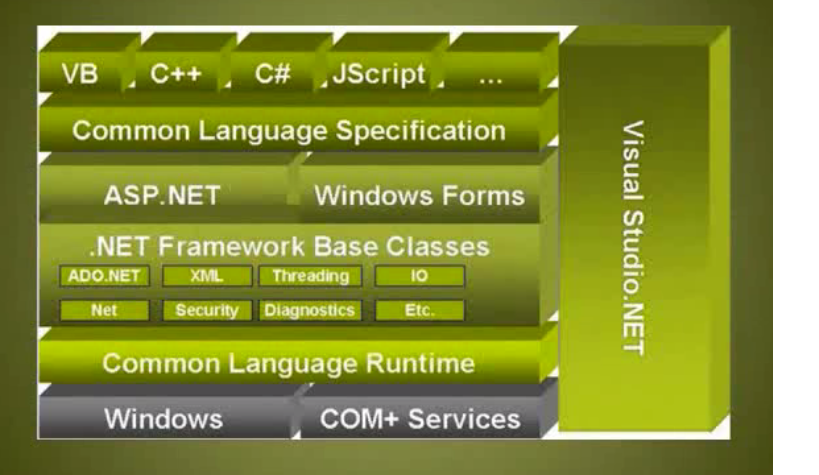 VB C++ C# JScript ...
Common Language Specification
ASP.NET Windows Forms
.NET Framework Base Classes
ADO.NET XML Threading IO
Net Security Diagnostics Etc.
Common Language Runtime
Windows COM+ Services
Visual Studio.NET